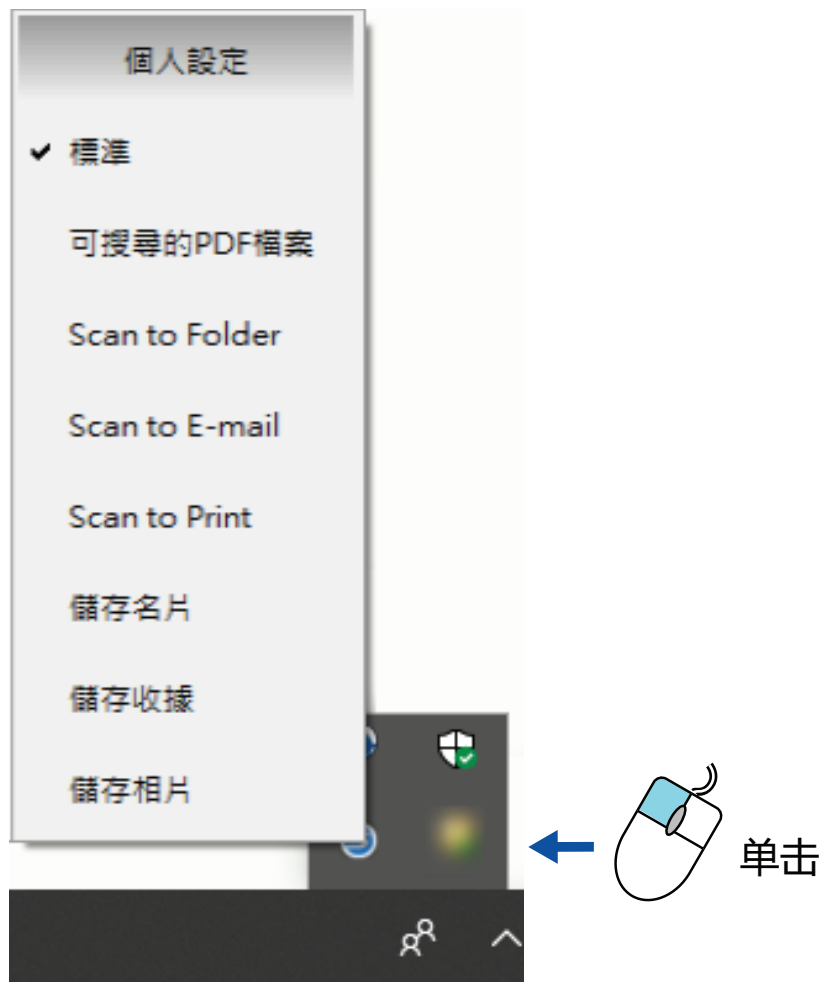 個人設定
標準
可搜尋的PDF檔案
Scan to Folder
Scan to E-mail
Scan to Print
儲存名片
儲存收據
儲存相片
单击